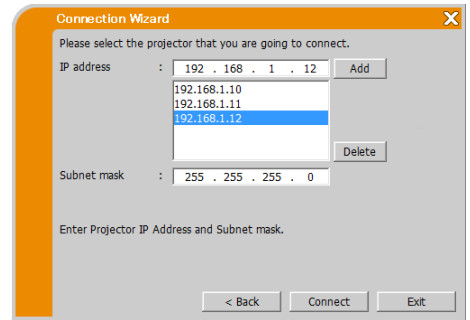 Connection Wizard
Please select the projector that you are going to connect.
IP address : 192 . 168 . 1 . 12 Add
192.168.1.10
192.168.1.11
192.168.1.12
Delete
Subnet mask : 255 . 255 . 255 . 0
Enter Projector IP Address and Subnet mask.
< Back Connect Exit